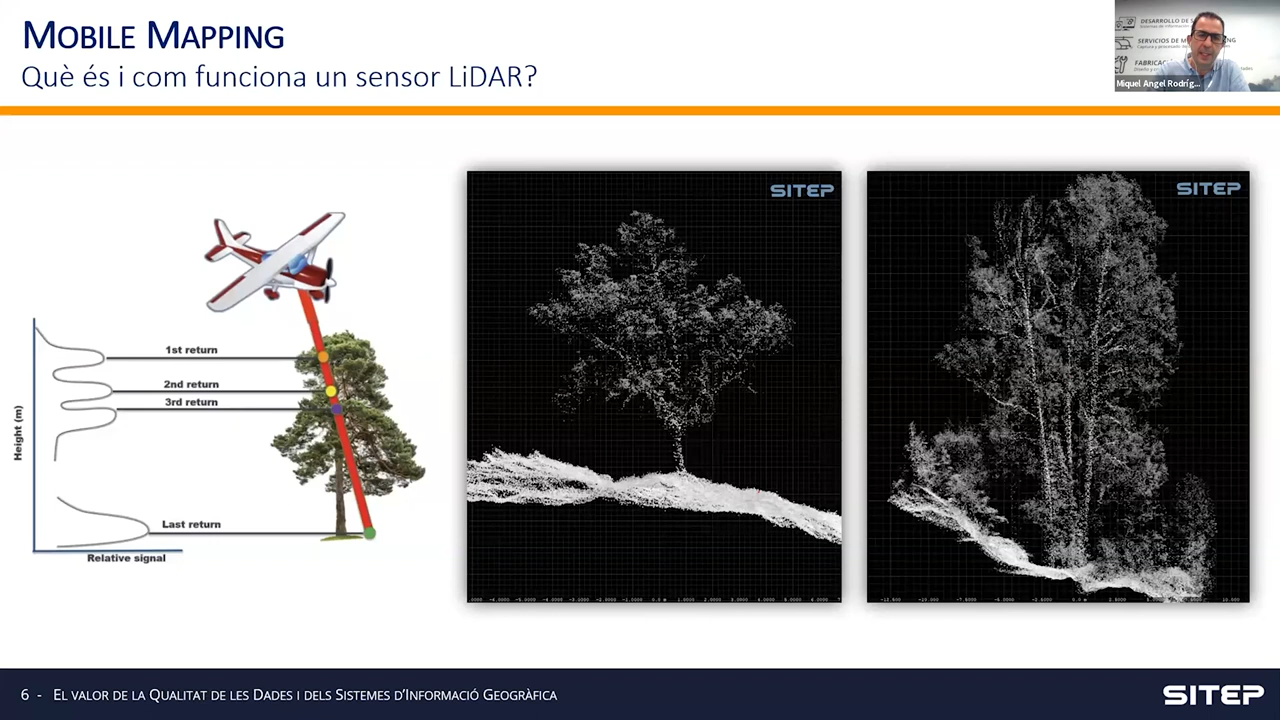 MOBILE MAPPING
Què és i com funciona un sensor LiDAR?
DESARROLLO DE S
SERVICIOS DE M
FABRICAC
Miquel Angel Rodríg...
SITEP
SITEP
1st return
2nd return
3rd return
Height (m)
Last return
Relative signal
6 - EL VALOR DE LA QUALITAT DE LES DADES I DELS SISTEMES D'INFORMACIÓ GEOGRÀFICA
SITEP